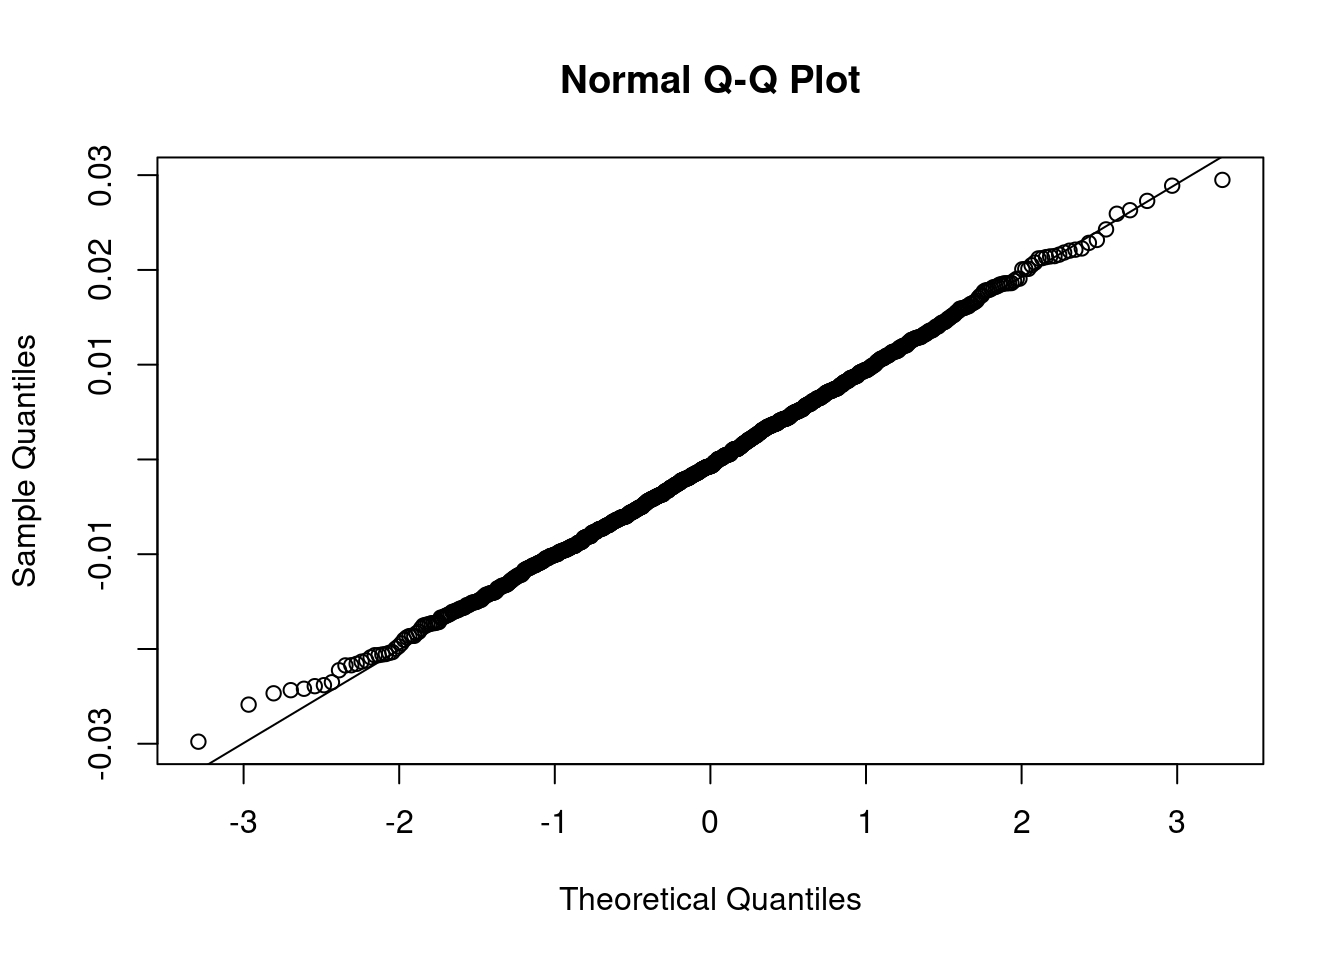 Normal Q-Q Plot
0.03
0.02
0.01
-0.01
-0.03
Sample Quantiles
-3 -2 -1 0 1 2 3
Theoretical Quantiles